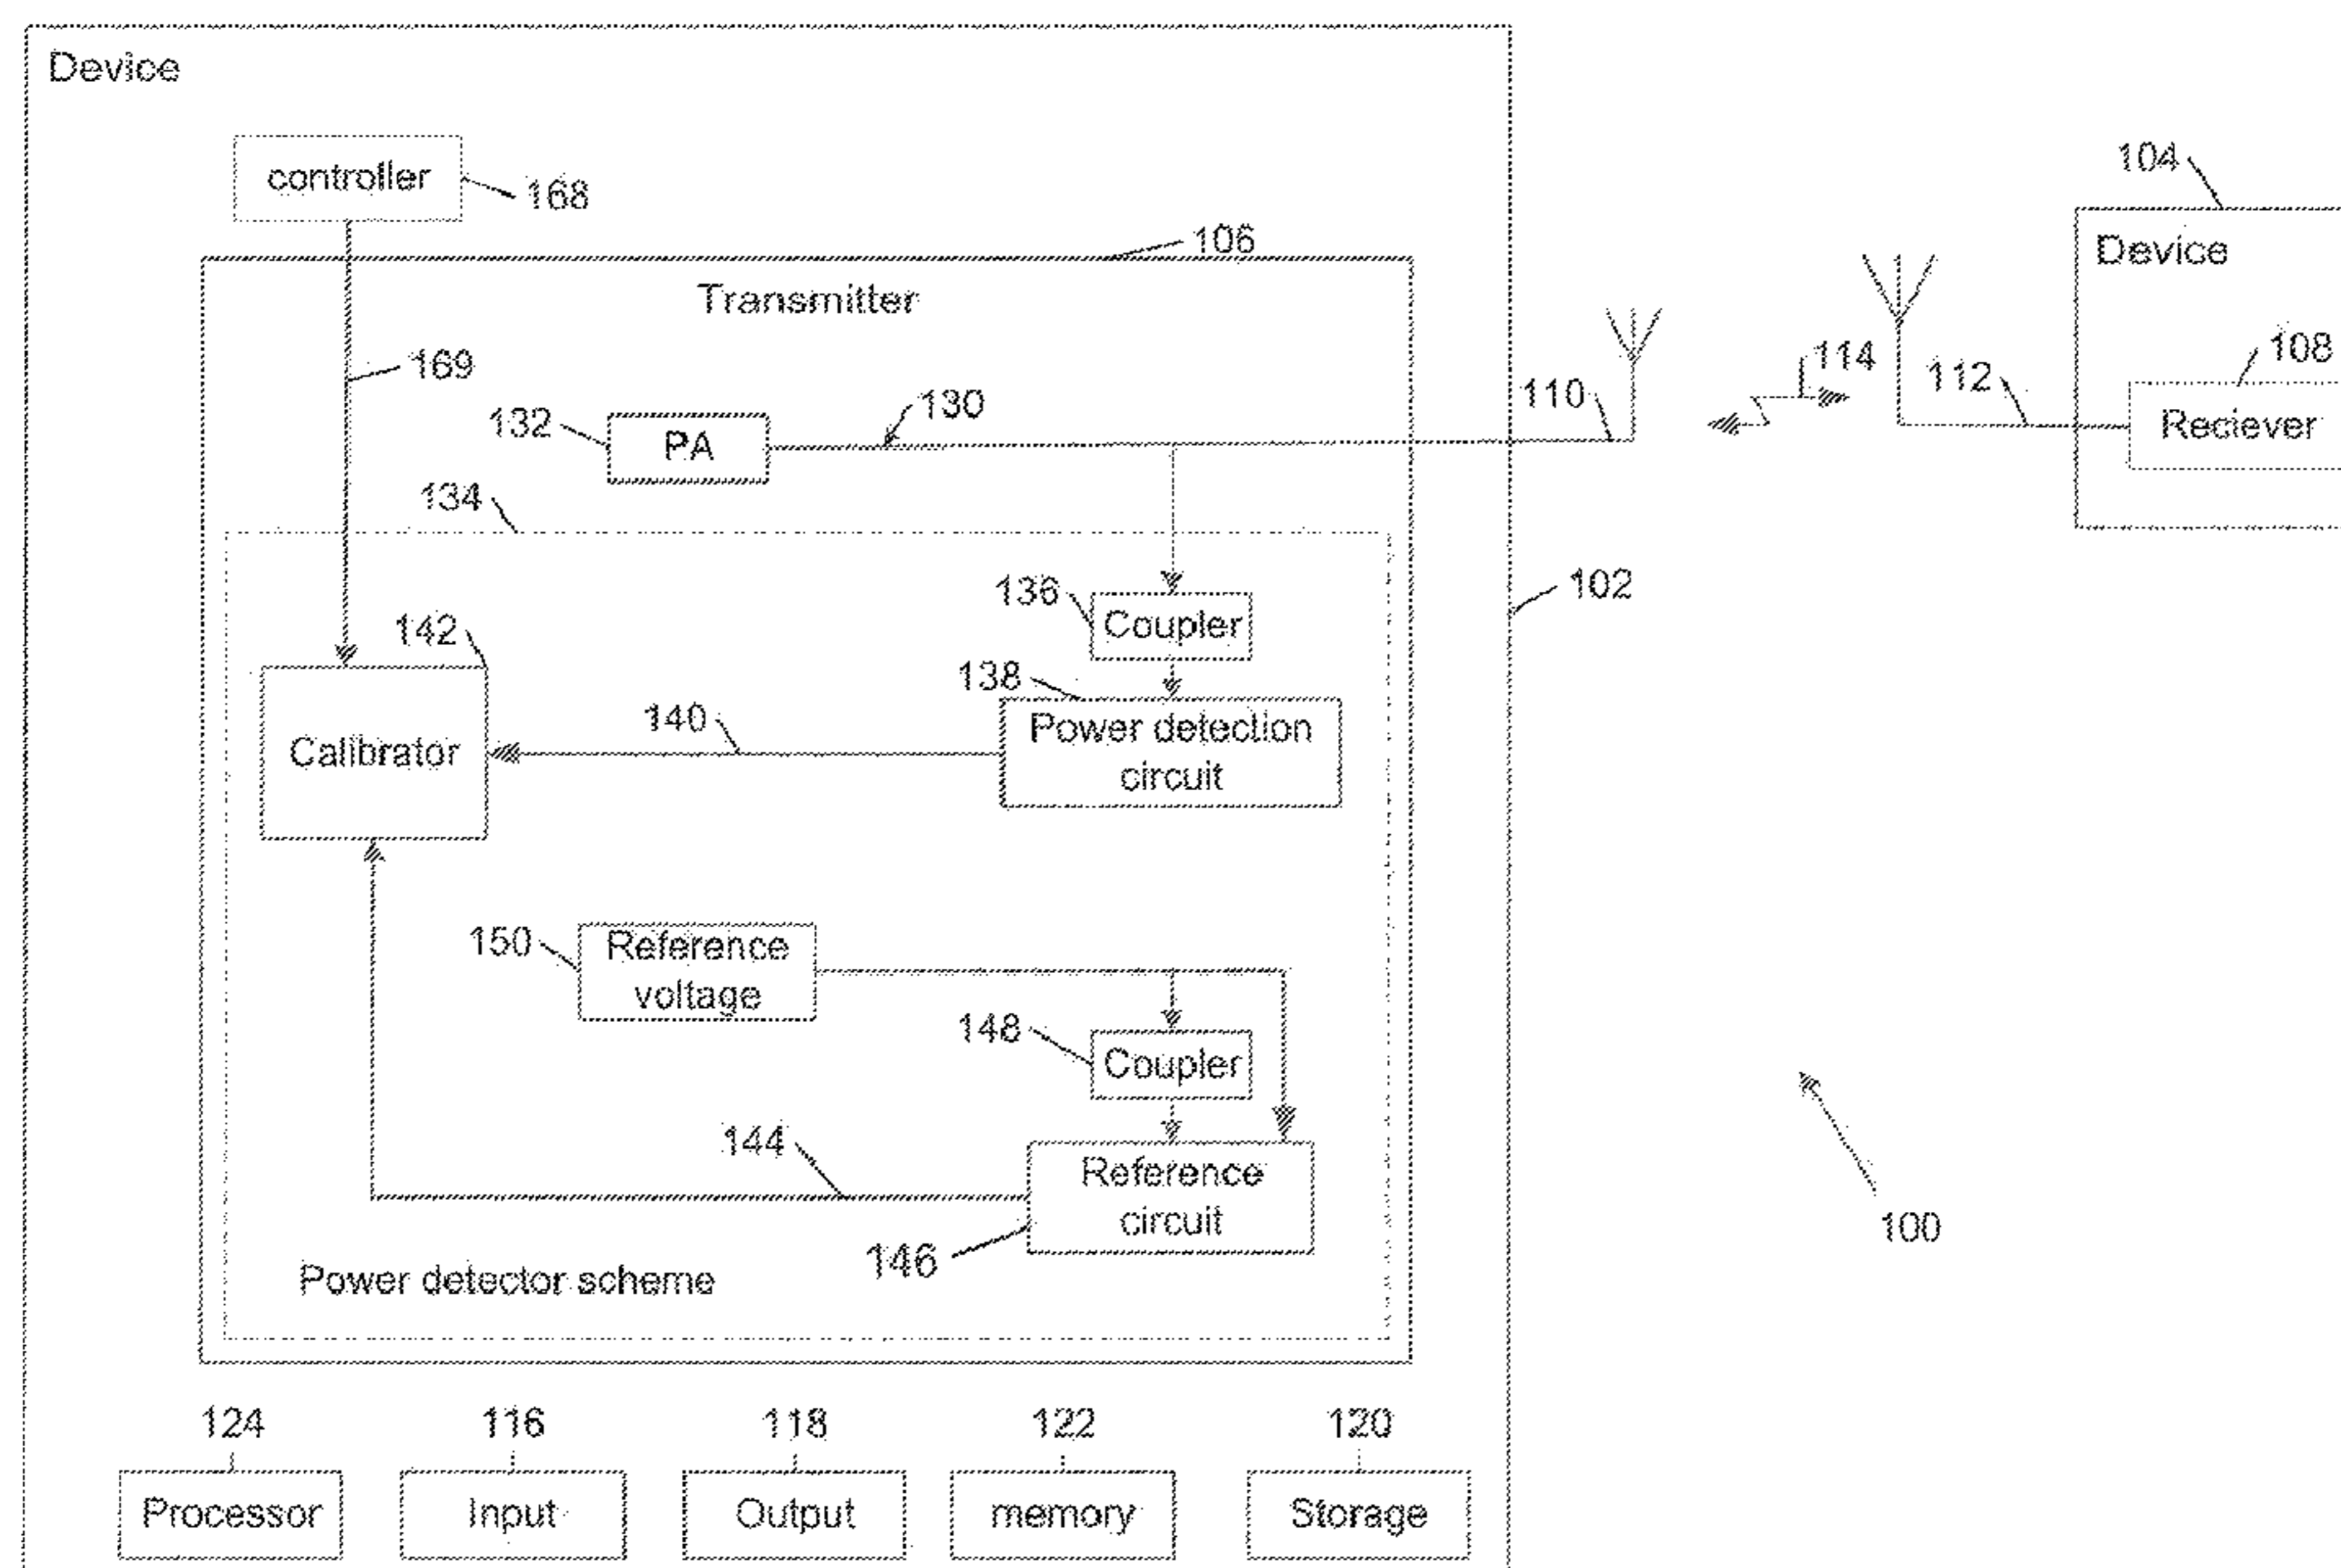 Device
controller
168
104
106
Device
Transmitter
169
114
108
132
PA
130
110
112
Reciever
134
136
Coupler
102
142
138
Calibrator
140
Power detection
circuit
150
Reference
voltage
148
Coupler
144
Reference
circuit
146
100
Power detector scheme
124
116
118
122
120
Processor
Input
Output
memory
Storage